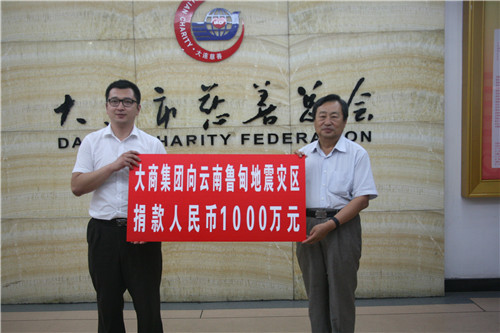 大连市慈善总会
DALIAN CHARITY FEDERATION
大商集团向云南鲁甸地震灾区
捐款人民币1000万元